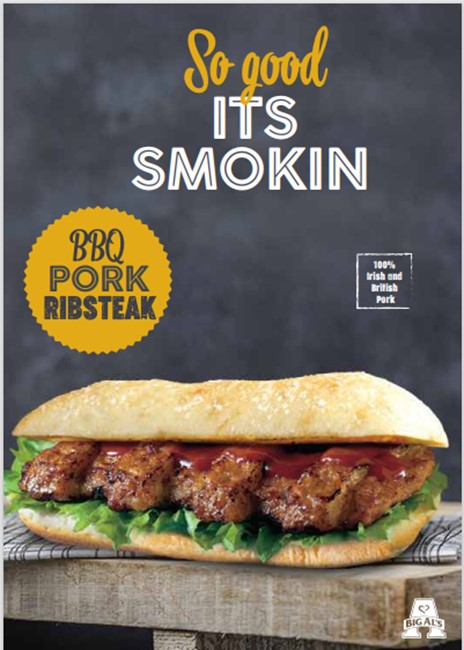 So good
ITS
SMOKIN
BBQ
PORK
RIBSTEAK
100%
Irish and
British
Pork
BIG AL'S